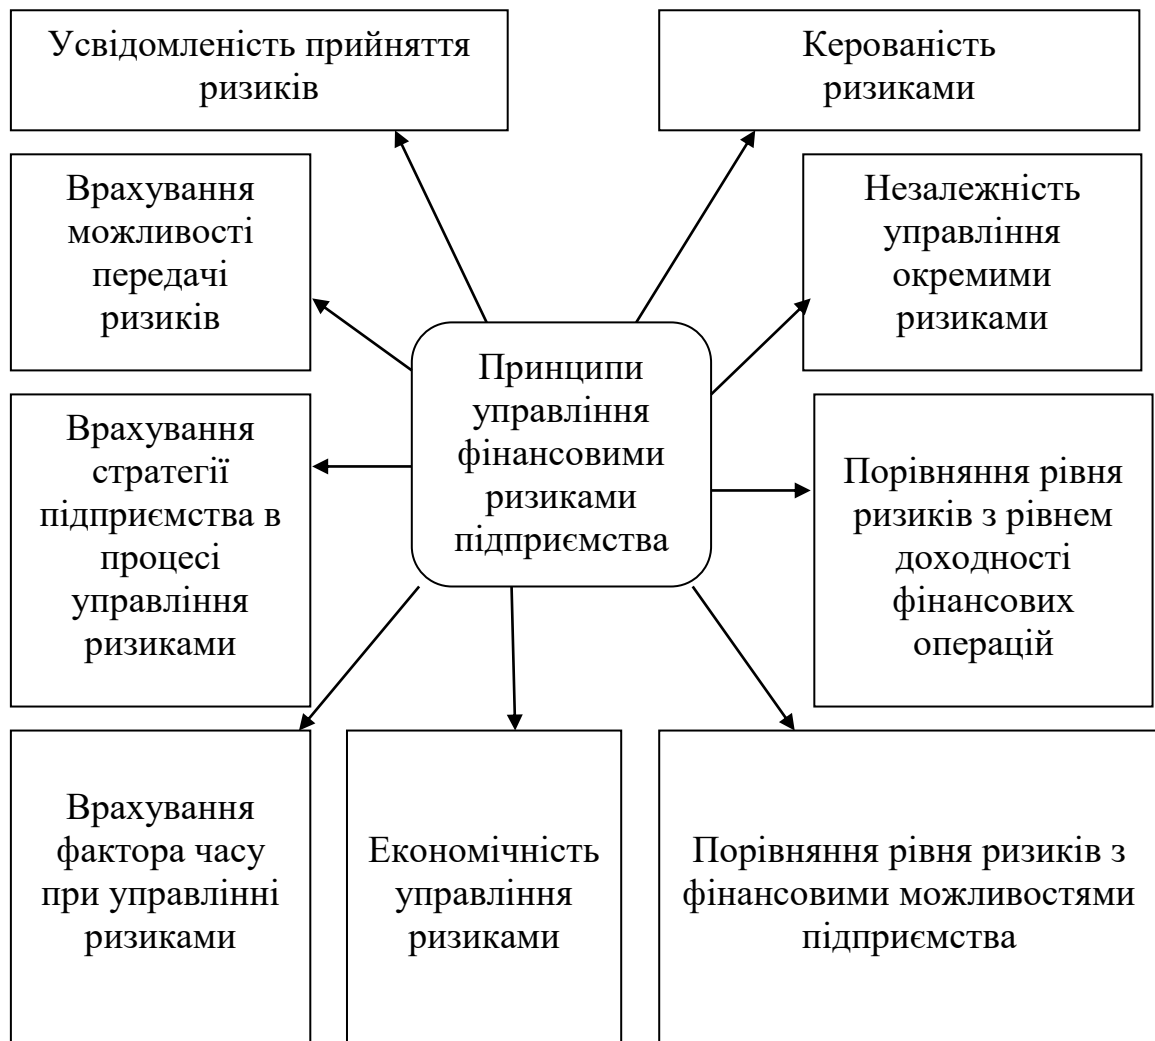 Усвідомленість прийняття
ризиків
Керованість
ризиками
Врахування
можливості
передачі
ризиків
Незалежність
управління
окремими
ризиками
Принципи
управління
фінансовими
ризиками
підприємства
Врахування
стратегії
підприємства в
процесі
управління
ризиками
Порівняння рівня
ризиків з рівнем
доходності
фінансових
операцій
Врахування
фактора часу
при управлінні
ризиками
Економічність
управління
ризиками
Порівняння рівня ризиків з
фінансовими можливостями
підприємства